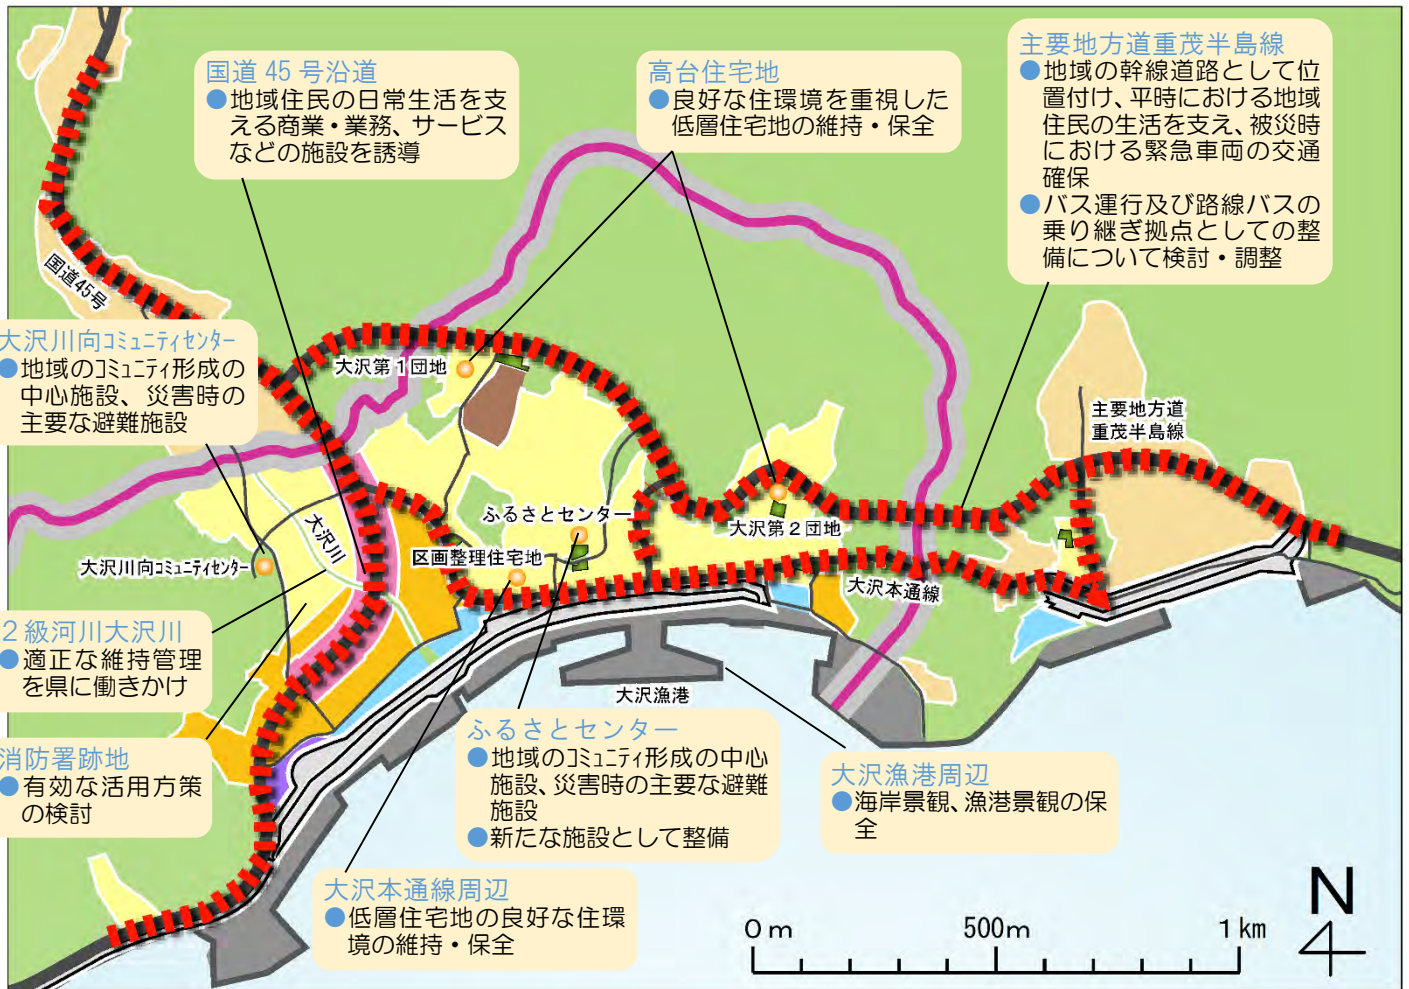 国道 45 号沿道
●地域住民の日常生活を支
える商業・業務、サービス
などの施設を誘導
高台住宅地
●良好な住環境を重視した
低層住宅地の維持・保全
主要地方道重茂半島線
●地域の幹線道路として位
置付け、平時における地域
住民の生活を支え、被災時
における緊急車両の交通
確保
●バス運行及び路線バスの
乗り継ぎ拠点としての整
備について検討・調整
国道45号
大沢川向コミュニティセンター
●地域のコミュニティ形成の
中心施設、災害時の
主要な避難施設
大沢第１団地
主要地方道
重茂半島線
ふるさとセンター
大沢第２団地
大沢川
区画整理住宅地
大沢川向コミュニティセンター
大沢本通線
２級河川大沢川
●適正な維持管理
を県に働きかけ
大沢漁港
消防署跡地
●有効な活用方策
の検討
ふるさとセンター
●地域のコミュニティ形成の中心
施設、災害時の主要な避難
施設
●新たな施設として整備
大沢漁港周辺
●海岸景観、漁港景観の保
全
大沢本通線周辺
●低層住宅地の良好な住環
境の維持・保全
0 m 500m 1 km
N